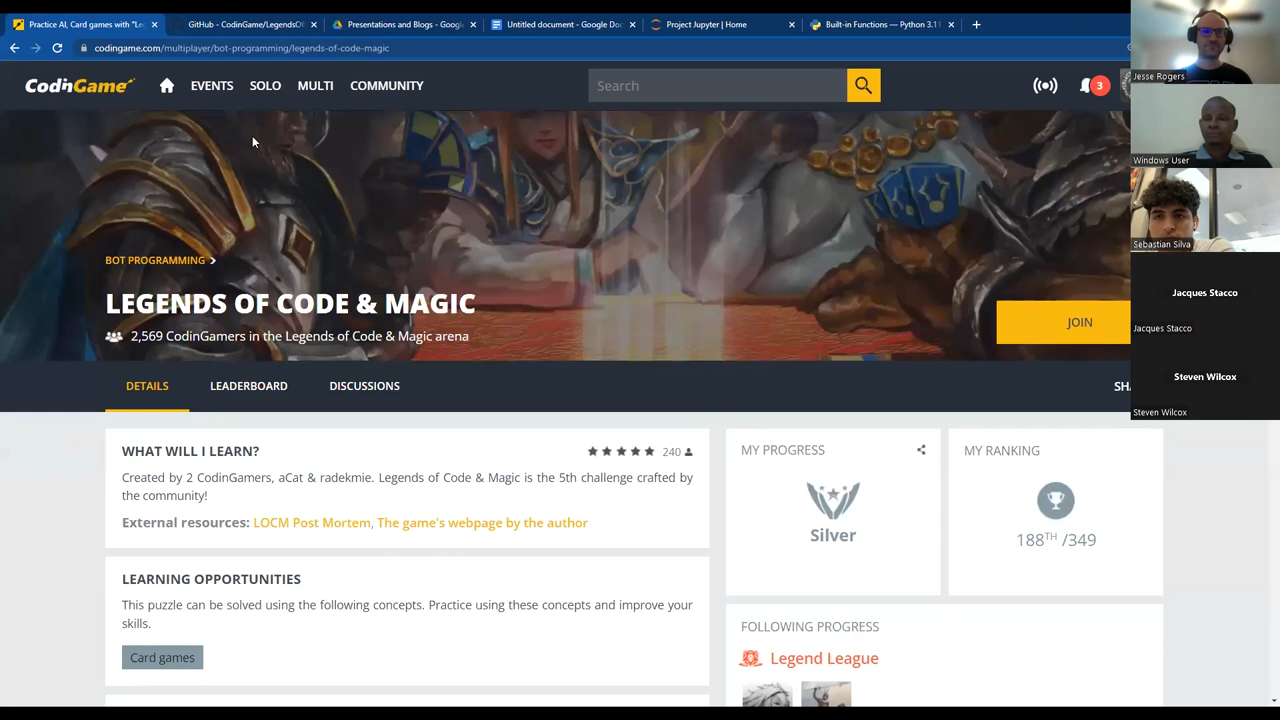 Practice AI, Card games with "Le
GitHub - CodinGame/LegendsOf
Presentations and Blogs - Googl
Untitled document - Google Doc
Project Jupyter | Home
Built-in Functions — Python 3.11
codingame.com/multiplayer/bot-programming/legends-of-code-magic
CODINGAME
EVENTS
SOLO
MULTI
COMMUNITY
Search
3
Jesse Rogers
Windows User
Sebastian Silva
Jacques Stacco
Jacques Stacco
Steven Wilcox
Steven Wilcox
BOT PROGRAMMING >
LEGENDS OF CODE & MAGIC
2,569 CodinGamers in the Legends of Code & Magic arena
JOIN
DETAILS
LEADERBOARD
DISCUSSIONS
WHAT WILL I LEARN?
240
Created by 2 CodinGamers, aCat & radekmie. Legends of Code & Magic is the 5th challenge crafted by
the community!
External resources: LOCM Post Mortem, The game's webpage by the author
LEARNING OPPORTUNITIES
This puzzle can be solved using the following concepts. Practice using these concepts and improve your
skills.
Card games
MY PROGRESS
Silver
MY RANKING
188TH /349
FOLLOWING PROGRESS
Legend League